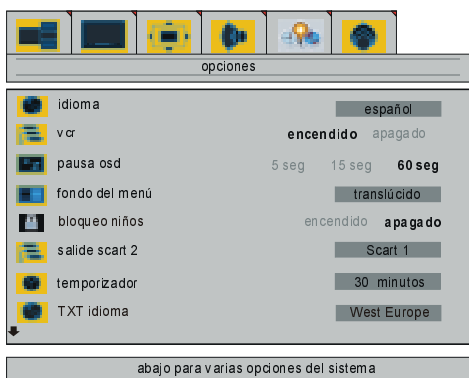 opciones
idioma español
vcr encendido apagado
pausa osd 5 seg 15 seg 60 seg
fondo del menú translúcido
bloqueo niños encendido apagado
salide scart 2 Scart 1
temporizador 30 minutos
TXT idioma West Europe
abajo para varias opciones del sistema